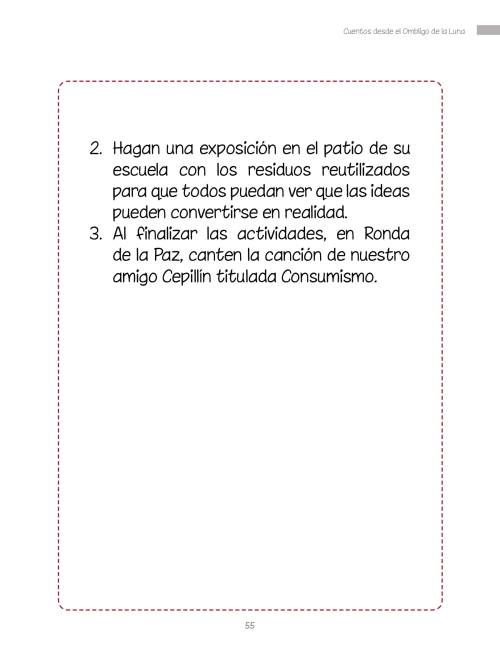 Cuentos desde el Ombligo de la Luna
2. Hagan una exposición en el patio de su
escuela con los residuos reutilizados
para que todos puedan ver que las ideas
pueden convertirse en realidad.
3. Al finalizar las actividades, en Ronda
de la Paz, canten la canción de nuestro
amigo Cepillín titulada Consumismo.
55